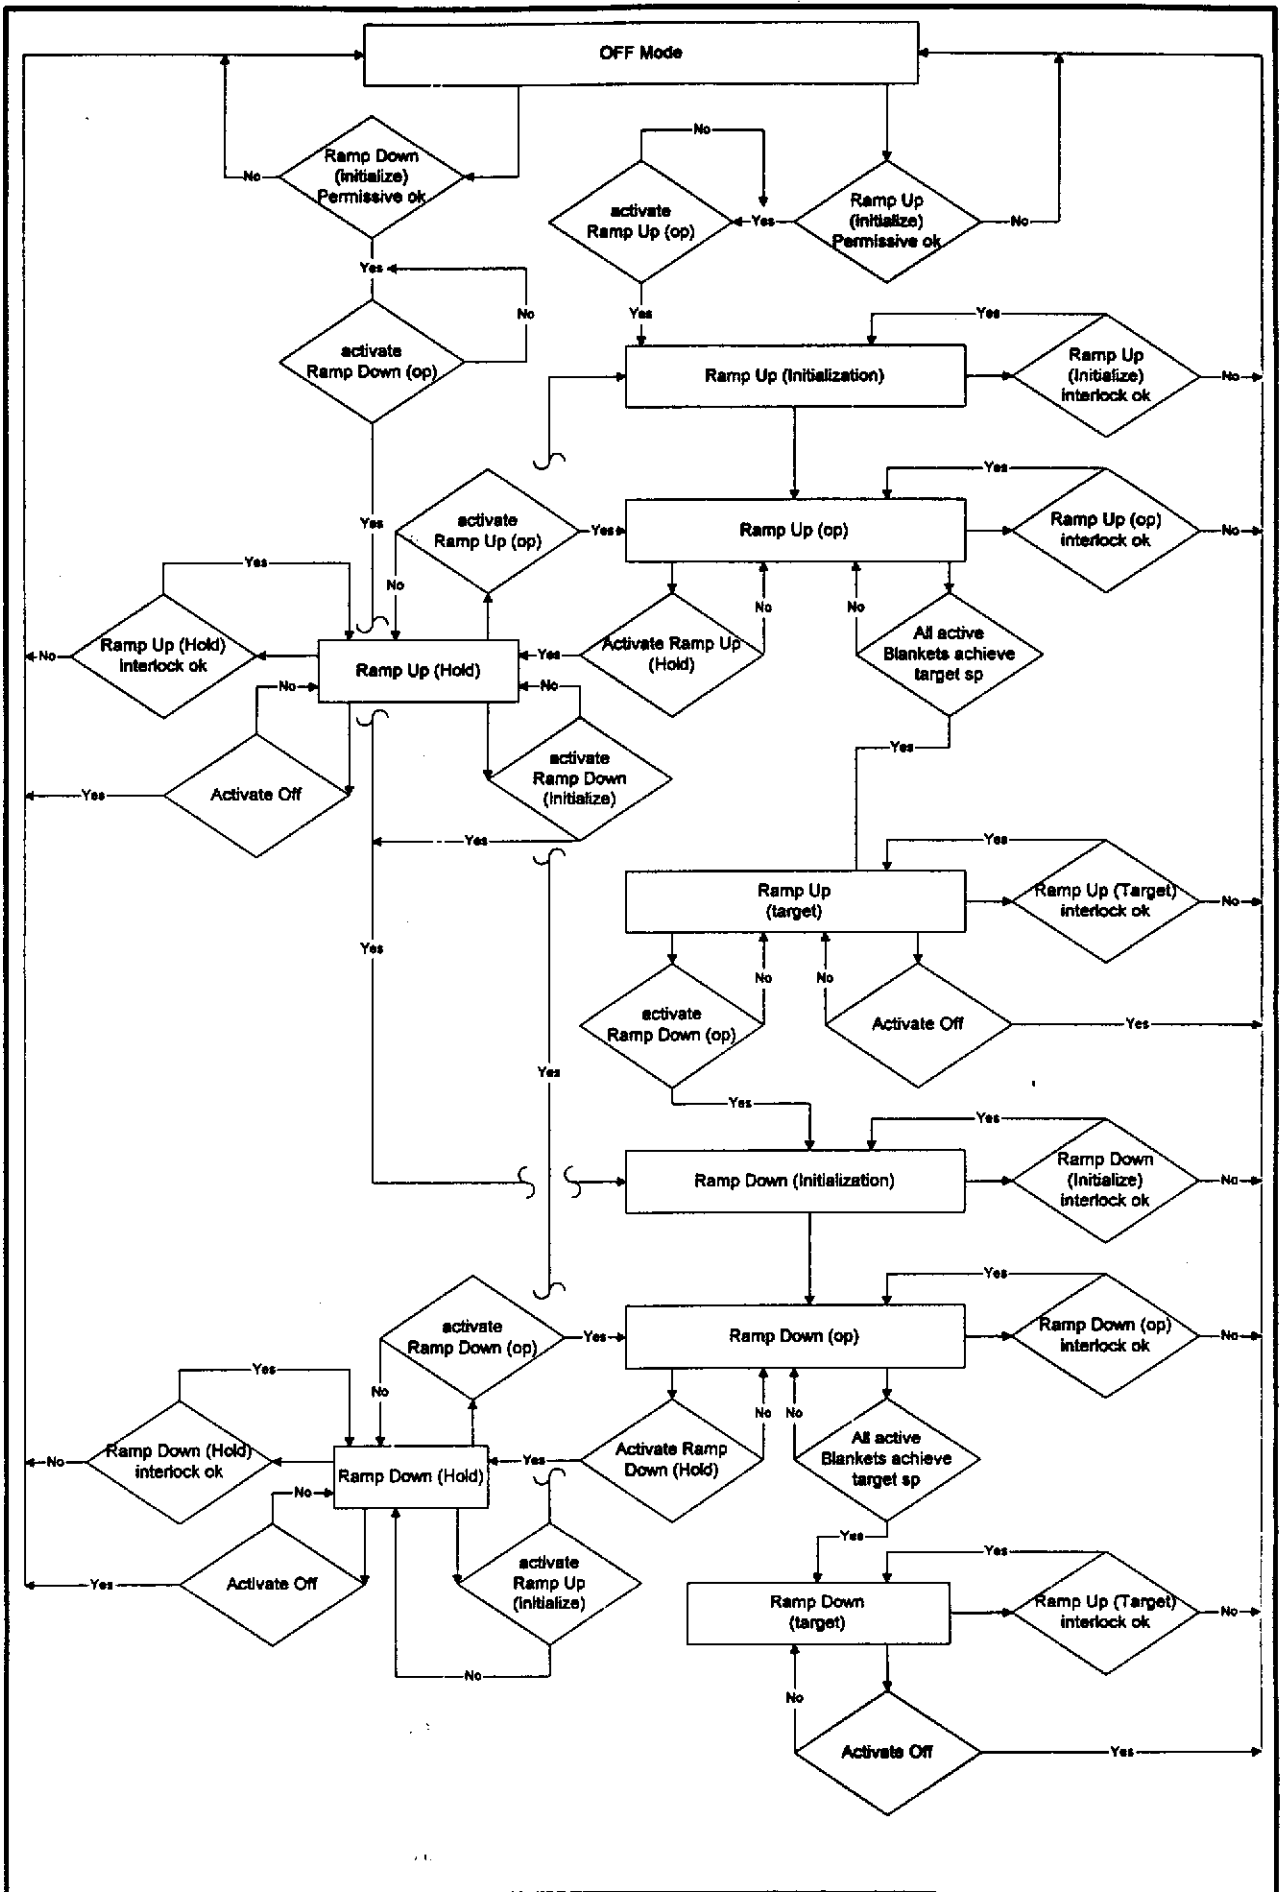 OFF Mode
No
Ramp Down
(Initialize)
Permissive ok
No
activate
Ramp Up (op)
Yes
Ramp Up
(Initialize)
Permissive ok
No
Yes
No
activate
Ramp Down (op)
Yes
Yes
Ramp Up (Initialization)
Ramp Up
(Initialize)
interlock ok
No
Yes
Yes
activate
Ramp Up (op)
Yes
Ramp Up (op)
Ramp Up (op)
interlock ok
No
Yes
No
No
No
Yes
No
Ramp Up (Hold)
interlock ok
Ramp Up (Hold)
Yes
Activate Ramp Up
(Hold)
All active
Blankets achieve
target sp
No
No
Yes
Activate Off
activate
Ramp Down
(Initialize)
Yes
Yes
Yes
Ramp Up
(target)
Yes
Ramp Up (Target)
interlock ok
No
Yes
No
No
activate
Ramp Down (op)
Activate Off
Yes
Yes
Yes
Yes
Ramp Down (Initialization)
Ramp Down
(Initialize)
interlock ok
No
Yes
activate
Ramp Down (op)
Yes
Ramp Down (op)
Ramp Down (op)
interlock ok
No
Yes
No
No
No
No
Ramp Down (Hold)
interlock ok
Ramp Down (Hold)
Yes
Activate Ramp
Down (Hold)
All active
Blankets achieve
target sp
No
Yes
Yes
Yes
Activate Off
activate
Ramp Up
(Initialize)
No
Ramp Down
(target)
Ramp Up (Target)
interlock ok
No
No
Activate Off
Yes